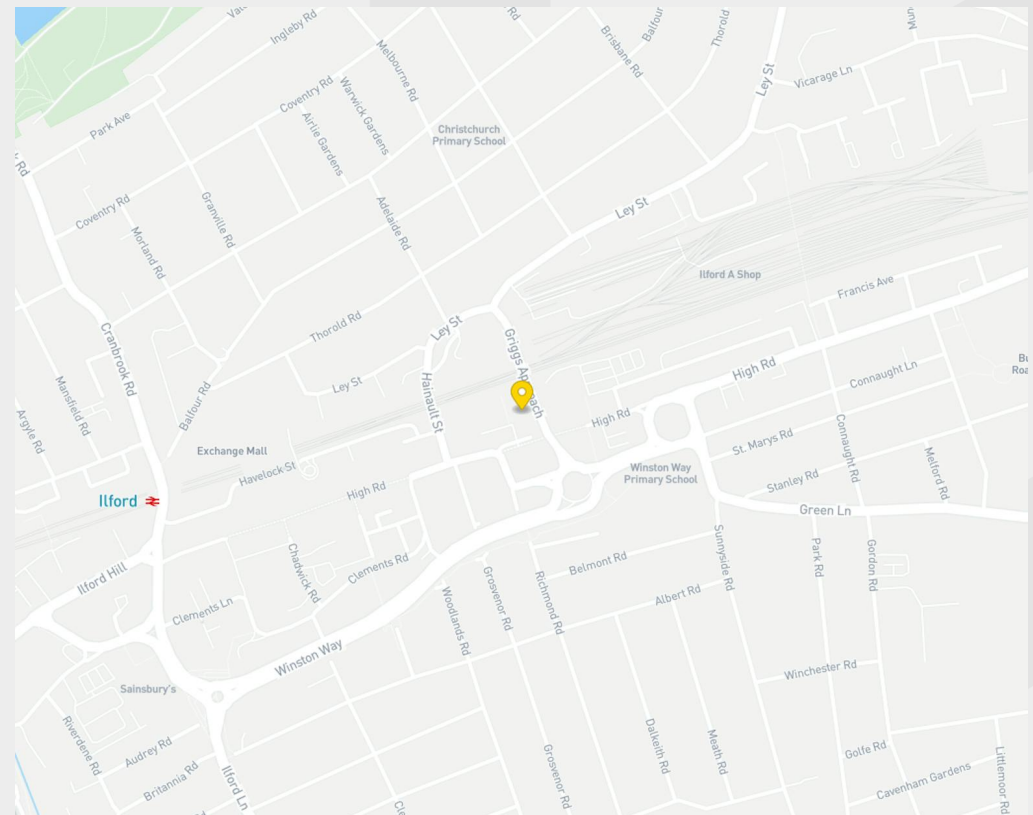 Ingleby Rd
Rd
Balfour
Thorold
Melbourne Rd
Brisbane Rd
Ley St
Vicarage Ln
Coventry Rd
Warwick Gardens
Airlie Gardens
Park Ave
Christchurch
Primary School
Rd
Coventry Rd
Granville Rd
Adelaide Rd
Ley St
Morland Rd
Ilford A Shop
Francis Ave
Thorold Rd
Ley St
Griggs Ap
ach
Cranbrook Rd
High Rd
Connaught Ln
Ley St
Hainault St
Mansfield Rd
Balfour Rd
Argyle Rd
High Rd
Connaught Rd
St. Marys Rd
Exchange Mall
Havelock St
Winston Way
Primary School
Melford Rd
Stanley Rd
High Rd
Ilford
Green Ln
Ilford Hill
Chadwick Rd
Clements Rd
Belmont Rd
Sunnyside Rd
Park Rd
Gordon Rd
Grosvenor Rd
Richmond Rd
Woodlands Rd
Albert Rd
Clements Ln
Winston Way
Winchester Rd
Sainsbury's
Riverdene Rd
Audrey Rd
Britannia Rd
Ilford Ln
Grosvenor Rd
Dalkeith Rd
Meath Rd
Golfe Rd
Cavenham Gardens
Littlemoor Rd